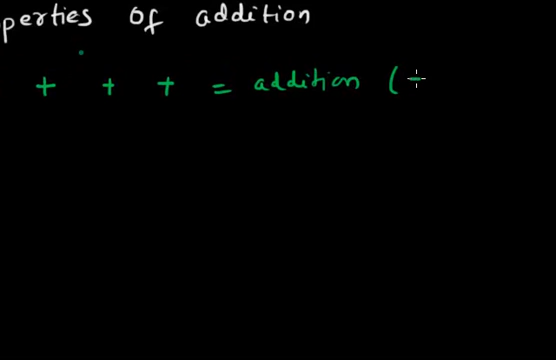 perties of addition
+ + + = addition (